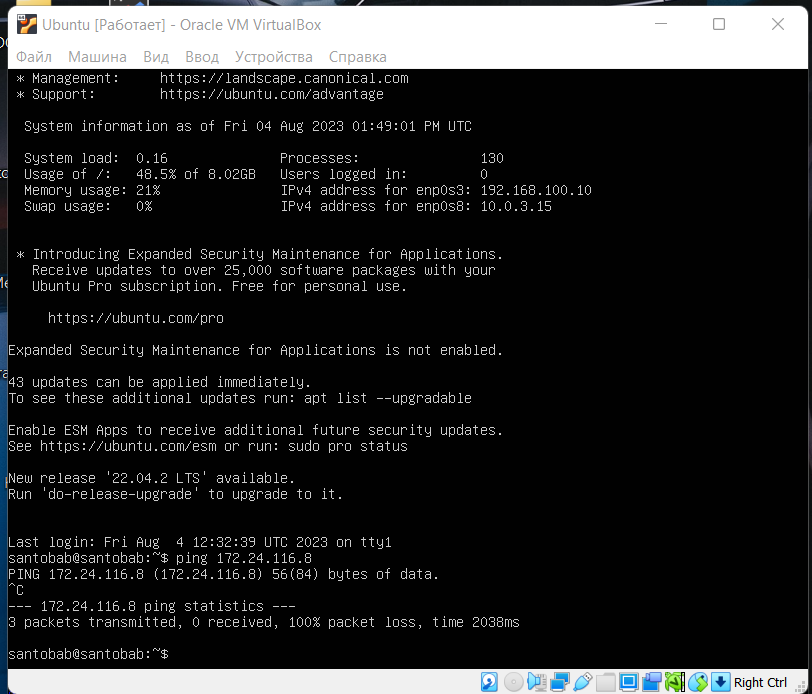 Ubuntu [Работает] - Oracle VM VirtualBox
Файл Машина Вид Ввод Устройства Справка
* Management: https://landscape.canonical.com
* Support: https://ubuntu.com/advantage
System information as of Fri 04 Aug 2023 01:49:01 PM UTC
System load: 0.16 Processes: 130
Usage of /: 48.5% of 8.02GB Users logged in: 0
Memory usage: 21% IPv4 address for enp0s3: 192.168.100.10
Swap usage: 0% IPv4 address for enp0s8: 10.0.3.15
* Introducing Expanded Security Maintenance for Applications.
Receive updates to over 25,000 software packages with your
Ubuntu Pro subscription. Free for personal use.
https://ubuntu.com/pro
Expanded Security Maintenance for Applications is not enabled.
43 updates can be applied immediately.
To see these additional updates run: apt list --upgradable
Enable ESM Apps to receive additional future security updates.
See https://ubuntu.com/esm or run: sudo pro status
New release '22.04.2 LTS' available.
Run 'do-release-upgrade' to upgrade to it.
Last login: Fri Aug  4 12:32:39 UTC 2023 on tty1
santobab@santobab:~$ ping 172.24.116.8
PING 172.24.116.8 (172.24.116.8) 56(84) bytes of data.
^C
--- 172.24.116.8 ping statistics ---
3 packets transmitted, 0 received, 100% packet loss, time 2038ms
santobab@santobab:~$
Right Ctrl